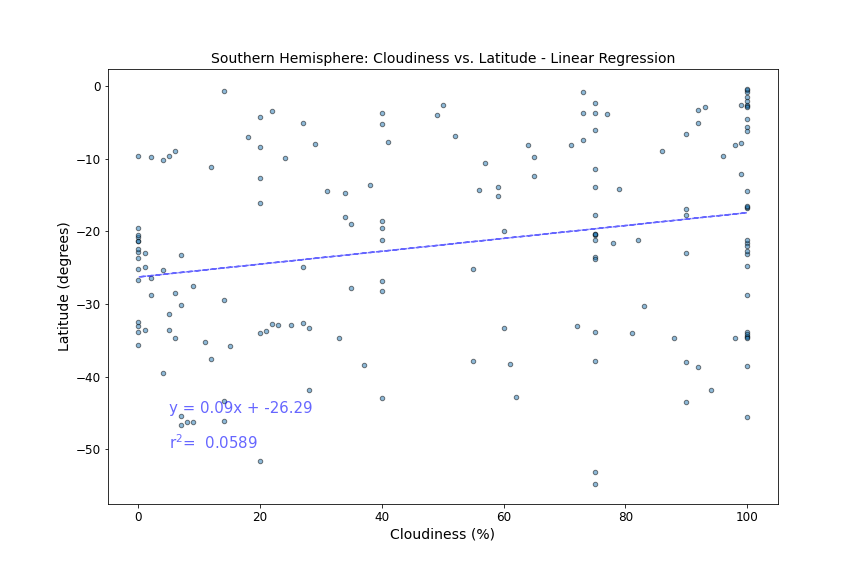 Southern Hemisphere: Cloudiness vs. Latitude - Linear Regression
Latitude (degrees)
0
−10
−20
−30
−40
−50
y = 0.09x + -26.29
r²= 0.0589
0 20 40 60 80 100
Cloudiness (%)